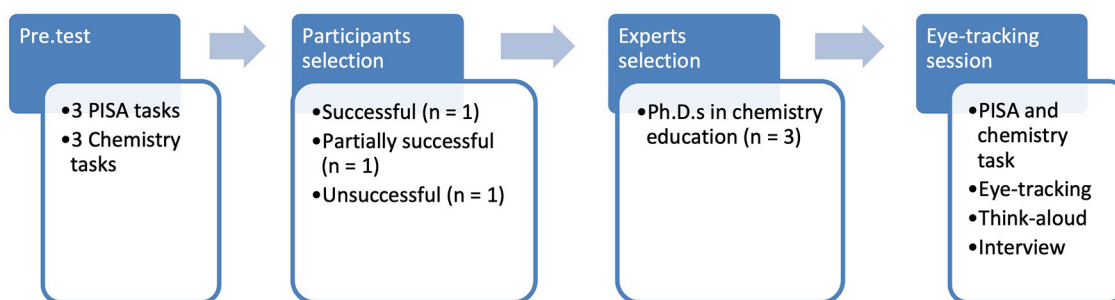 Pre.test
•3 PISA tasks
•3 Chemistry
tasks
Participants
selection
•Successful (n = 1)
•Partially successful
(n = 1)
•Unsuccessful (n = 1)
Experts
selection
•Ph.D.s in chemistry
education (n = 3)
Eye-tracking
session
•PISA and
chemistry
task
•Eye-tracking
•Think-aloud
•Interview